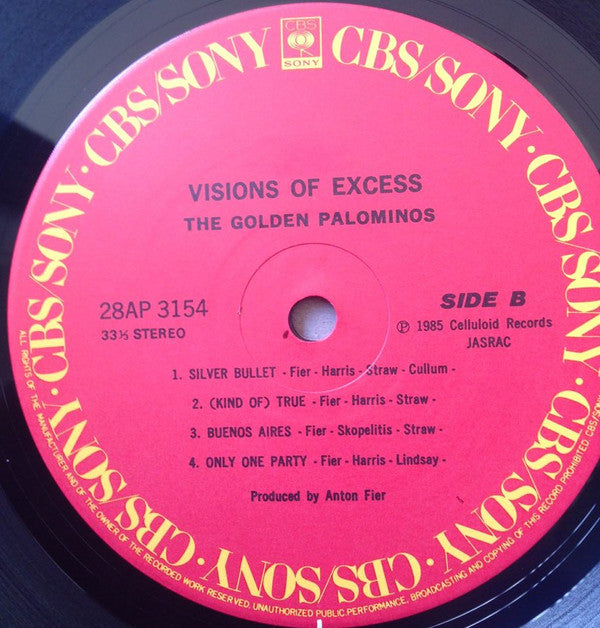 CBS
SONY
CBS/SONY · CBS/SONY · CBS/SONY · CBS/SONY · CBS/SONY · CBS/SONY · CBS/SONY · CBS/SONY
VISIONS OF EXCESS
THE GOLDEN PALOMINOS
28AP 3154
33⅓ STEREO
SIDE B
Ⓟ 1985 Celluloid Records
JASRAC
1. SILVER BULLET - Fier - Harris - Straw - Cullum -
2. (KIND OF) TRUE - Fier - Harris - Straw -
3. BUENOS AIRES - Fier - Skopelitis - Straw -
4. ONLY ONE PARTY - Fier - Harris - Lindsay -
Produced by Anton Fier
ALL RIGHTS OF THE MANUFACTURER AND OF THE OWNER OF THE RECORDED WORK RESERVED. UNAUTHORIZED PUBLIC PERFORMANCE, BROADCASTING AND COPYING OF THIS RECORD PROHIBITED CBS/SONY